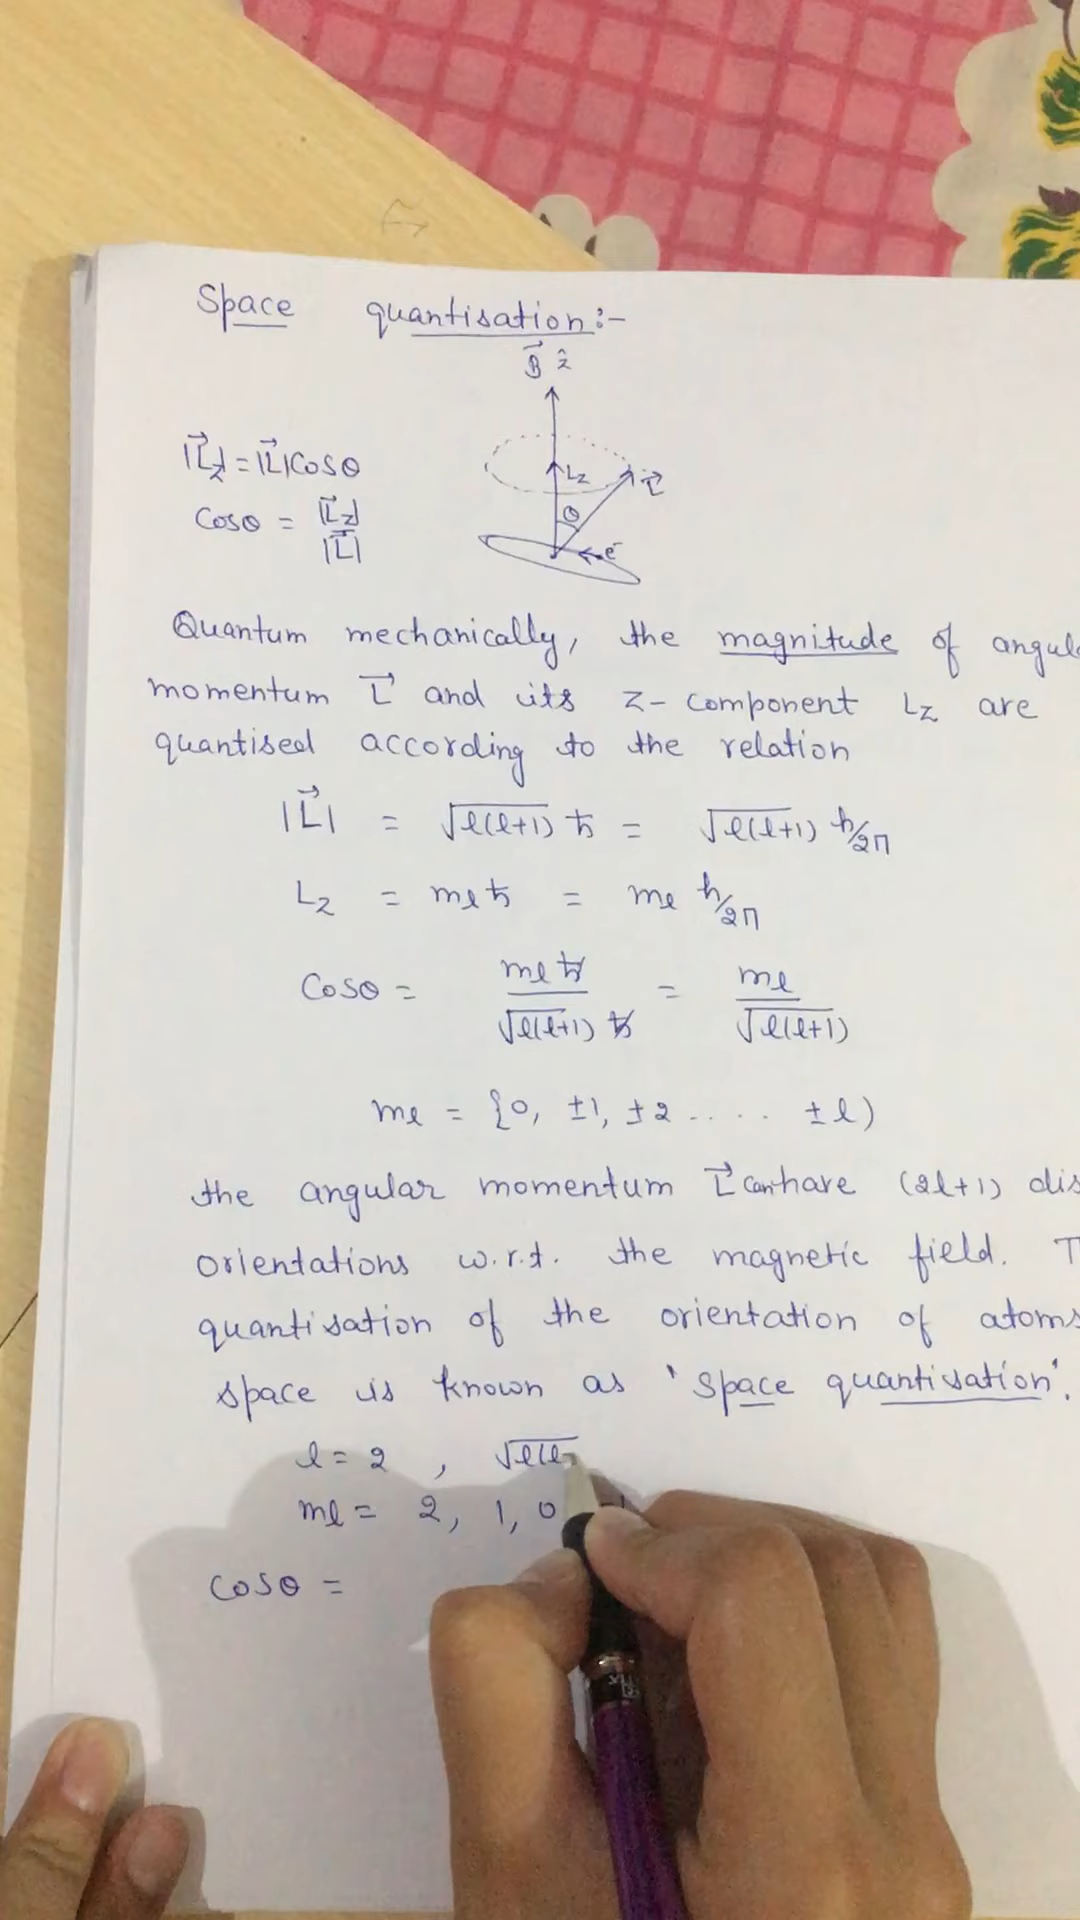 Space quantisation:-
B⃗ ẑ
|L⃗z| = |L⃗| cosθ
Lz L⃗
cosθ = |L⃗z| / |L⃗|
θ
e⁻
Quantum mechanically, the magnitude of angul
momentum L⃗ and its z-component Lz are
quantised according to the relation
|L⃗| = √l(l+1) ħ = √l(l+1) h/2π
Lz = ml ħ = ml h/2π
cosθ = ml ħ / √l(l+1) ħ = ml / √l(l+1)
ml = {0, ±1, ±2 ..... ±l)
the angular momentum L⃗ can have (2l+1) dis
orientations w.r.t. the magnetic field. T
quantisation of the orientation of atoms
space is known as 'space quantisation'.
l = 2 , √l(l
ml = 2, 1, 0
cosθ =